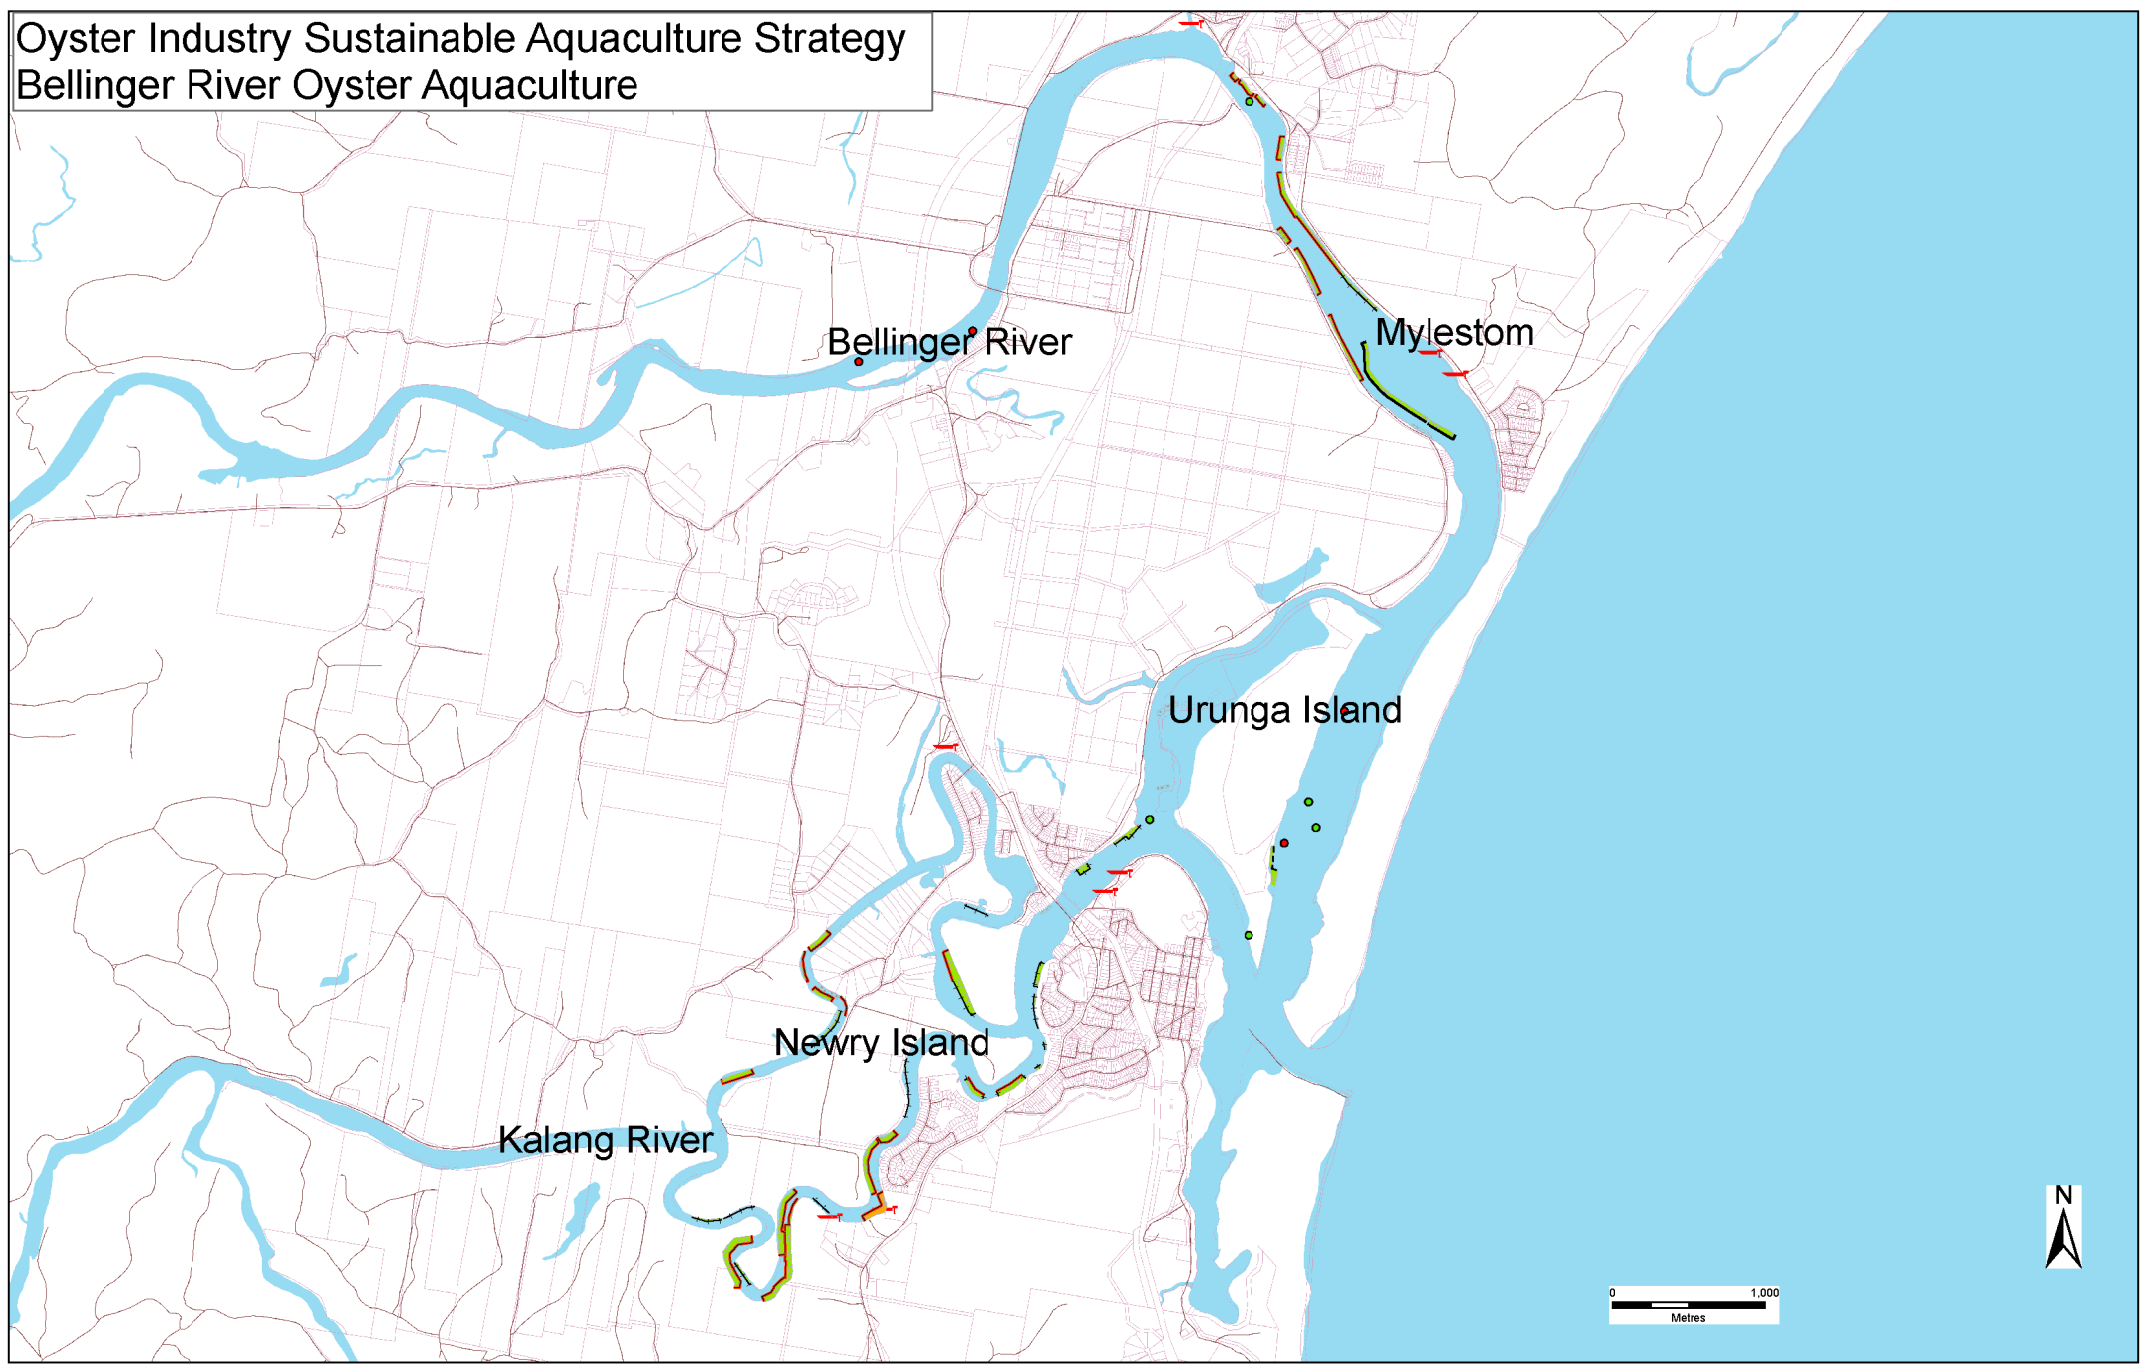 Oyster Industry Sustainable Aquaculture Strategy
Bellinger River Oyster Aquaculture
Bellinger River
Mylestom
Urunga Island
Newry Island
Kalang River
N
0 1,000
Metres